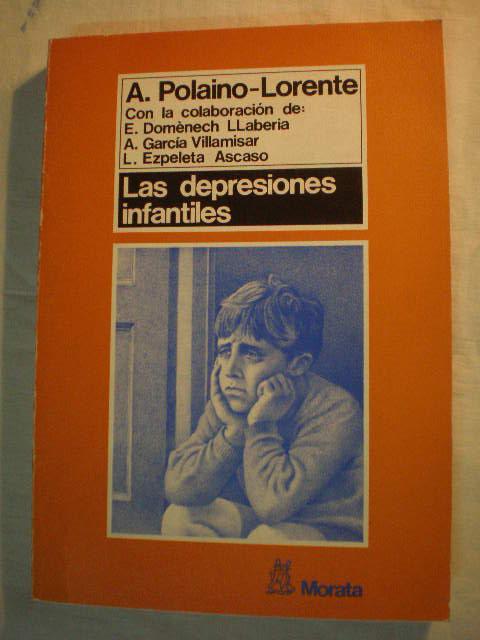 A. Polaino-Lorente
Con la colaboración de:
E. Domènech LLaberia
A. García Villamisar
L. Ezpeleta Ascaso
Las depresiones
infantiles
Morata